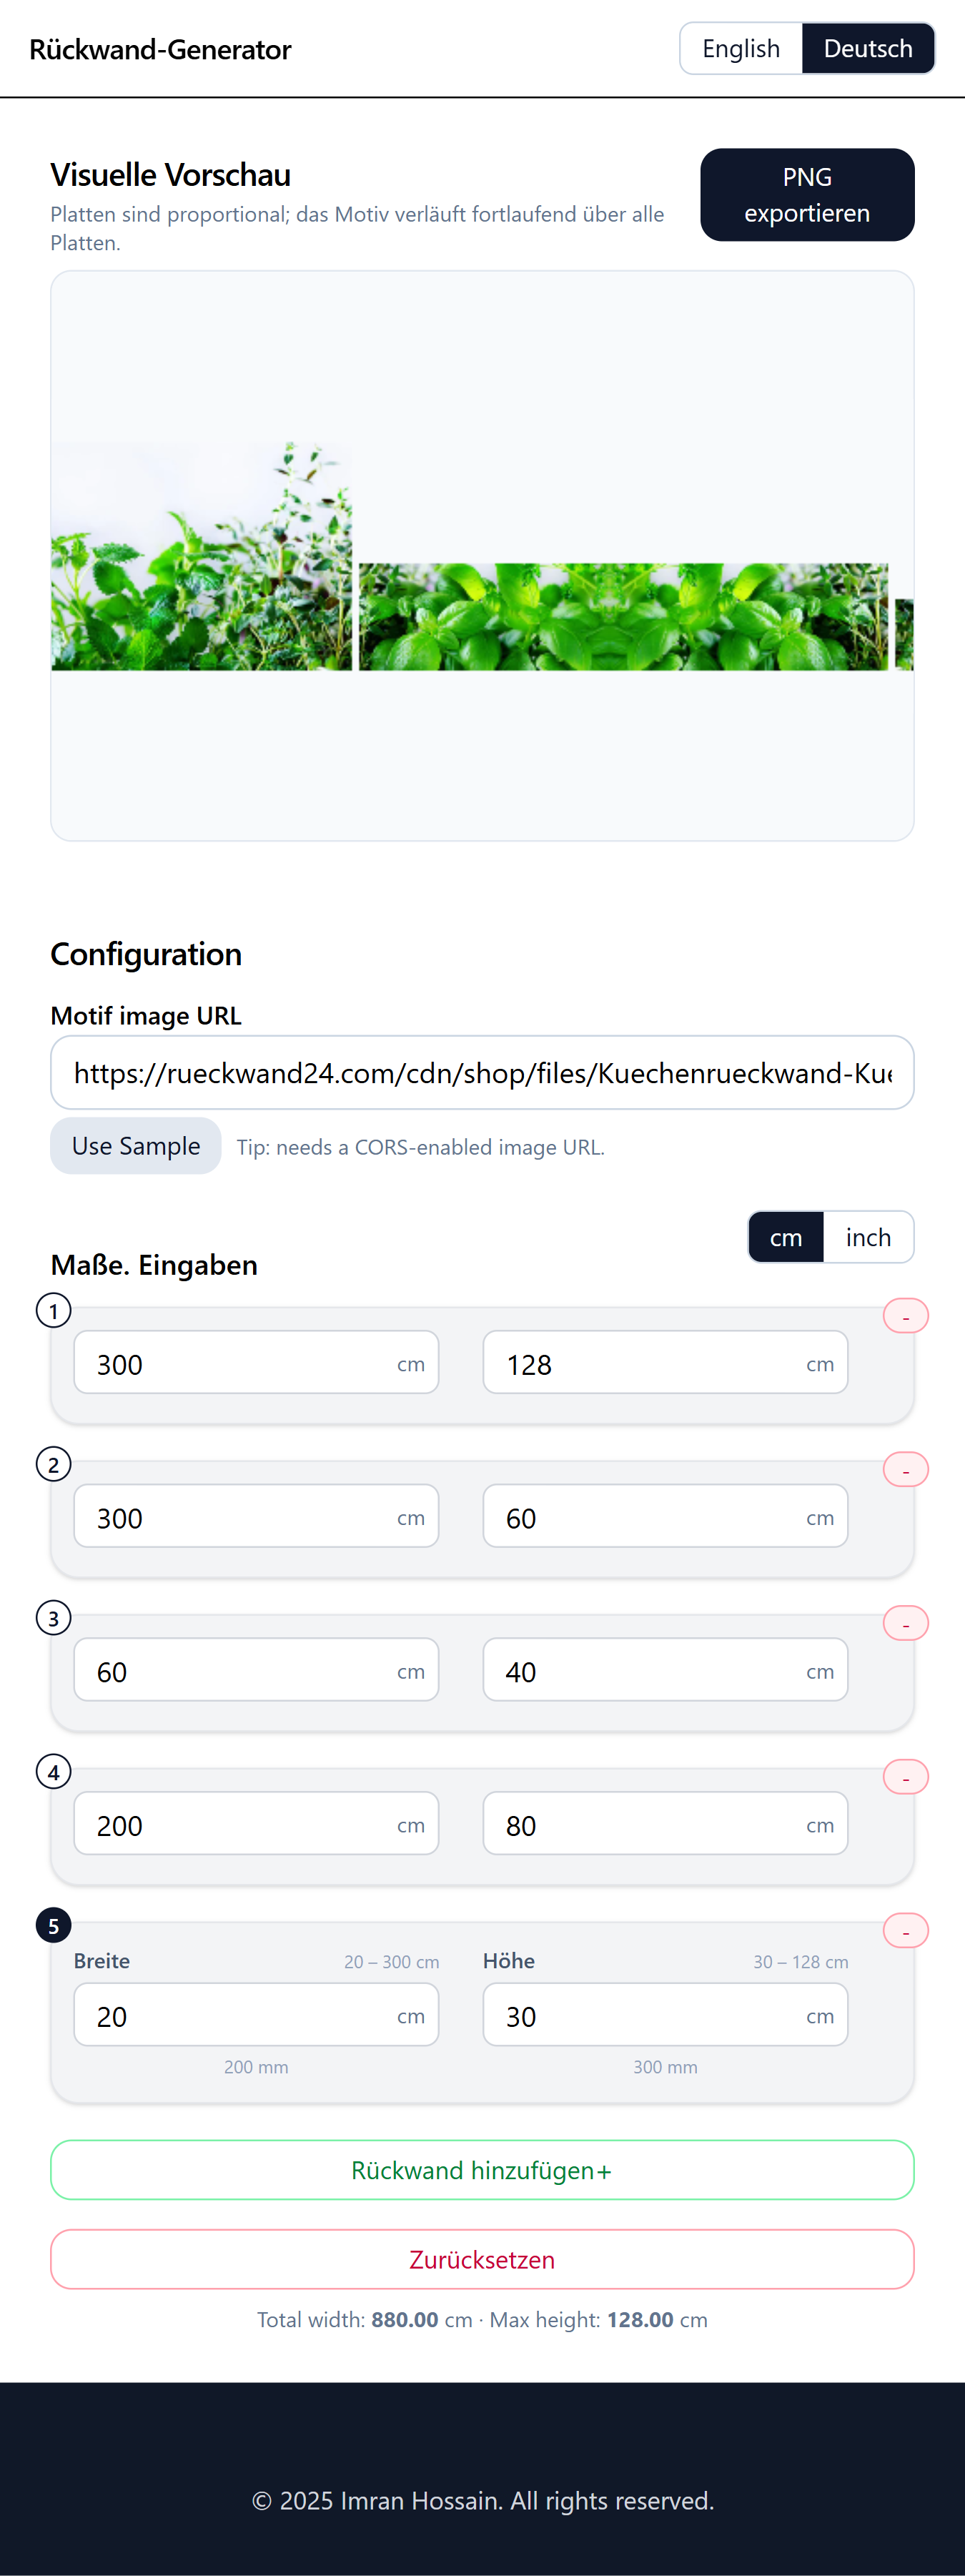 Rückwand-Generator
English
Deutsch
Visuelle Vorschau
Platten sind proportional; das Motiv verläuft fortlaufend über alle
Platten.
PNG
exportieren
Configuration
Motif image URL
https://rueckwand24.com/cdn/shop/files/Kuechenrueckwand-Kue
Use Sample
Tip: needs a CORS-enabled image URL.
cm
inch
Maße. Eingaben
1
-
300 cm
128 cm
2
-
300 cm
60 cm
3
-
60 cm
40 cm
4
-
200 cm
80 cm
5
-
Breite 20 – 300 cm
Höhe 30 – 128 cm
20 cm
30 cm
200 mm
300 mm
Rückwand hinzufügen+
Zurücksetzen
Total width: 880.00 cm · Max height: 128.00 cm
© 2025 Imran Hossain. All rights reserved.